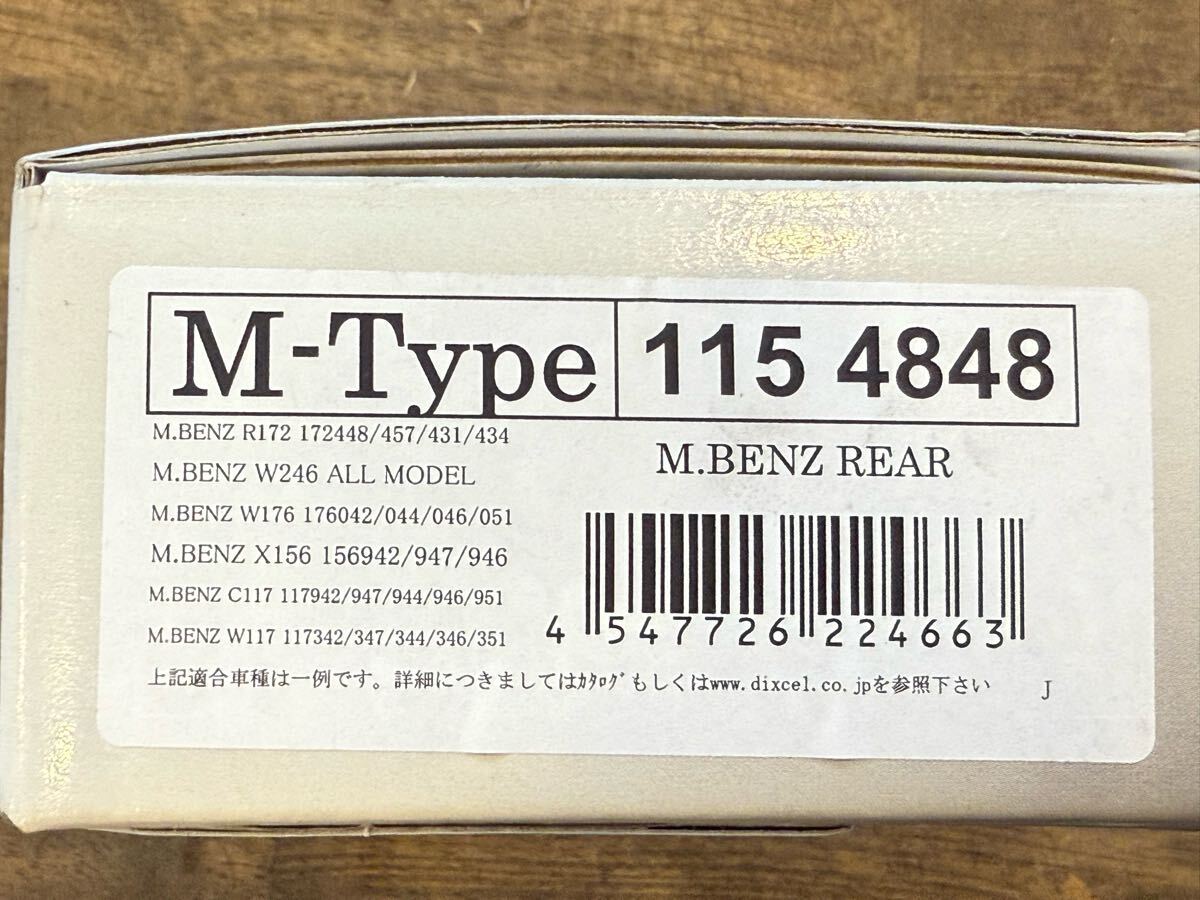 M-Type 115 4848
M.BENZ R172 172448/457/431/434
M.BENZ REAR
M.BENZ W246 ALL MODEL
M.BENZ W176 176042/044/046/051
M.BENZ X156 156942/947/946
M.BENZ C117 117942/947/944/946/951
M.BENZ W117 117342/347/344/346/351
4 547726 224663
上記適合車種は一例です。詳細につきましてはｶﾀﾛｸﾞもしくはwww.dixcel.co.jpを参照下さい J